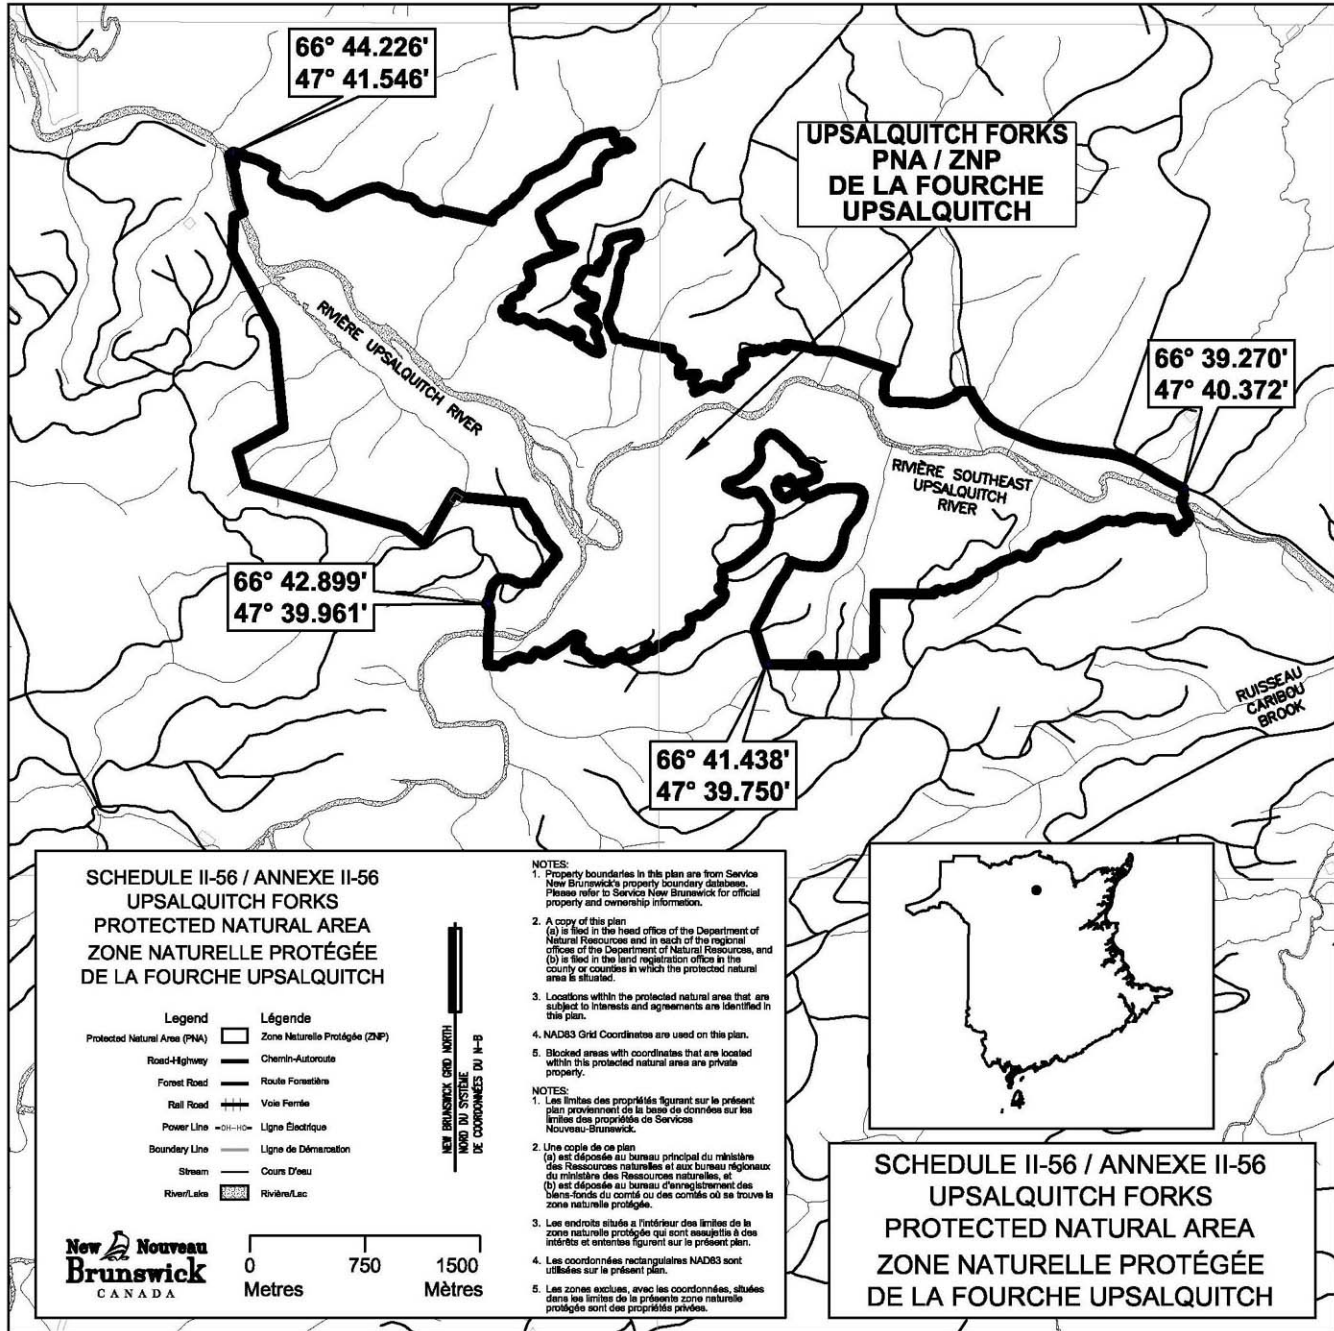 66° 44.226'
47° 41.546'
UPSALQUITCH FORKS
PNA / ZNP
DE LA FOURCHE
UPSALQUITCH
RIVIÈRE UPSALQUITCH RIVER
66° 39.270'
47° 40.372'
RIVIÈRE SOUTHEAST
UPSALQUITCH
RIVER
66° 42.899'
47° 39.961'
66° 41.438'
47° 39.750'
RUISSEAU
CARIBOU
BROOK
SCHEDULE II-56 / ANNEXE II-56
UPSALQUITCH FORKS
PROTECTED NATURAL AREA
ZONE NATURELLE PROTÉGÉE
DE LA FOURCHE UPSALQUITCH
Legend Légende
Protected Natural Area (PNA) Zone Naturelle Protégée (ZNP)
Road-Highway Chemin-Autoroute
Forest Road Route Forestière
Rail Road Voie Ferrée
Power Line -OH-HO- Ligne Électrique
Boundary Line Ligne de Démarcation
Stream Cours D'eau
River/Lake Rivière/Lac
NEW BRUNSWICK GRID NORTH
NORD DU SYSTÈME
DE COORDONNÉES DU N-B
New Nouveau
Brunswick
CANADA
0 750 1500
Metres Mètres
NOTES:
1. Property boundaries in this plan are from Service
New Brunswick's property boundary database.
Please refer to Service New Brunswick for official
property and ownership information.
2. A copy of this plan
(a) is filed in the head office of the Department of
Natural Resources and in each of the regional
offices of the Department of Natural Resources, and
(b) is filed in the land registration office in the
county or counties in which the protected natural
area is situated.
3. Locations within the protected natural area that are
subject to interests and agreements are identified in
this plan.
4. NAD83 Grid Coordinates are used on this plan.
5. Blocked areas with coordinates that are located
within this protected natural area are private
property.
NOTES:
1. Les limites des propriétés figurant sur le présent
plan proviennent de la base de données sur les
limites des propriétés de Services
Nouveau-Brunswick.
2. Une copie de ce plan
(a) est déposée au bureau principal du ministère
des Ressources naturelles et aux bureau régionaux
du ministère des Ressources naturelles, et
(b) est déposée au bureau d'enregistrement des
biens-fonds du comté ou des comtés où se trouve la
zone naturelle protégée.
3. Les endroits situés a l'intérieur des limites de la
zone naturelle protégée qui sont assujettis à des
intérêts et ententes figurent sur le présent plan.
4. Les coordonnées rectangulaires NAD83 sont
utilisées sur le présent plan.
5. Les zones exclues, avec les coordonnées, situées
dans les limites de la présente zone naturelle
protégée sont des propriétés privées.
SCHEDULE II-56 / ANNEXE II-56
UPSALQUITCH FORKS
PROTECTED NATURAL AREA
ZONE NATURELLE PROTÉGÉE
DE LA FOURCHE UPSALQUITCH